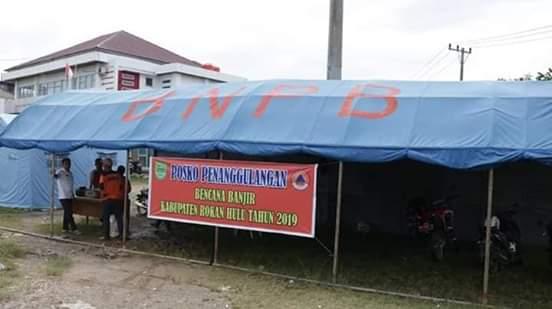 BNPB
POSKO PENANGGULANGAN
BENCANA BANJIR
KABUPATEN ROKAN HULU TAHUN 2019